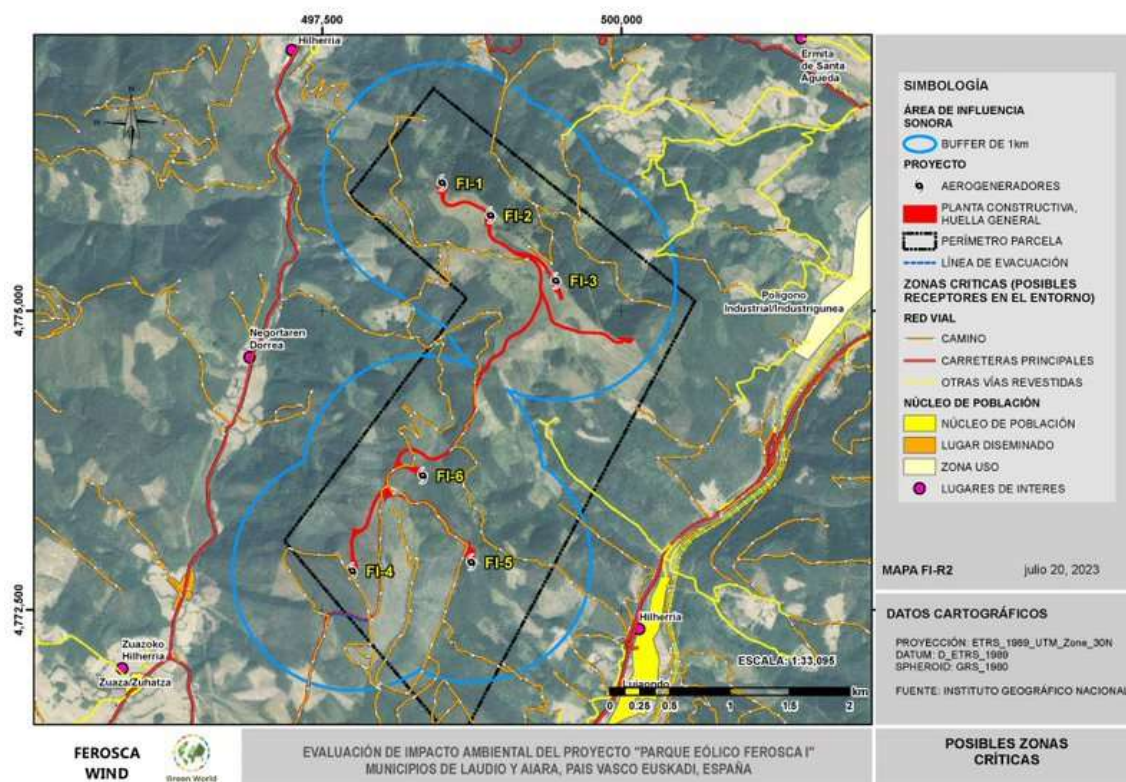 497,500
500,000
Hilherria
Ermita
de Santa
Águeda
N
FI-1
FI-2
FI-3
4,775,000
Polígono
Industrial/Industrigunea
Negortaren
Dorrea
FI-6
FI-4
FI-5
4,772,500
Hilherria
Zuazoko
Hilherria
Zuaza/Zuhatza
ESCALA: 1:33,095
Luiaondo
km
0 0.25 0.5 1 1.5 2
SIMBOLOGÍA
ÁREA DE INFLUENCIA
SONORA
BUFFER DE 1km
PROYECTO
AEROGENERADORES
PLANTA CONSTRUCTIVA,
HUELLA GENERAL
PERÍMETRO PARCELA
LÍNEA DE EVACUACIÓN
ZONAS CRITICAS (POSIBLES
RECEPTORES EN EL ENTORNO)
RED VIAL
CAMINO
CARRETERAS PRINCIPALES
OTRAS VÍAS REVESTIDAS
NÚCLEO DE POBLACIÓN
NÚCLEO DE POBLACIÓN
LUGAR DISEMINADO
ZONA USO
LUGARES DE INTERES
MAPA FI-R2 julio 20, 2023
DATOS CARTOGRÁFICOS
PROYECCIÓN: ETRS_1989_UTM_Zone_30N
DATUM: D_ETRS_1989
SPHEROID: GRS_1980
FUENTE: INSTITUTO GEOGRÁFICO NACIONAL
FEROSCA
WIND
Green World
EVALUACIÓN DE IMPACTO AMBIENTAL DEL PROYECTO "PARQUE EÓLICO FEROSCA I"
MUNICIPIOS DE LAUDIO Y AIARA, PAIS VASCO EUSKADI, ESPAÑA
POSIBLES ZONAS
CRÍTICAS